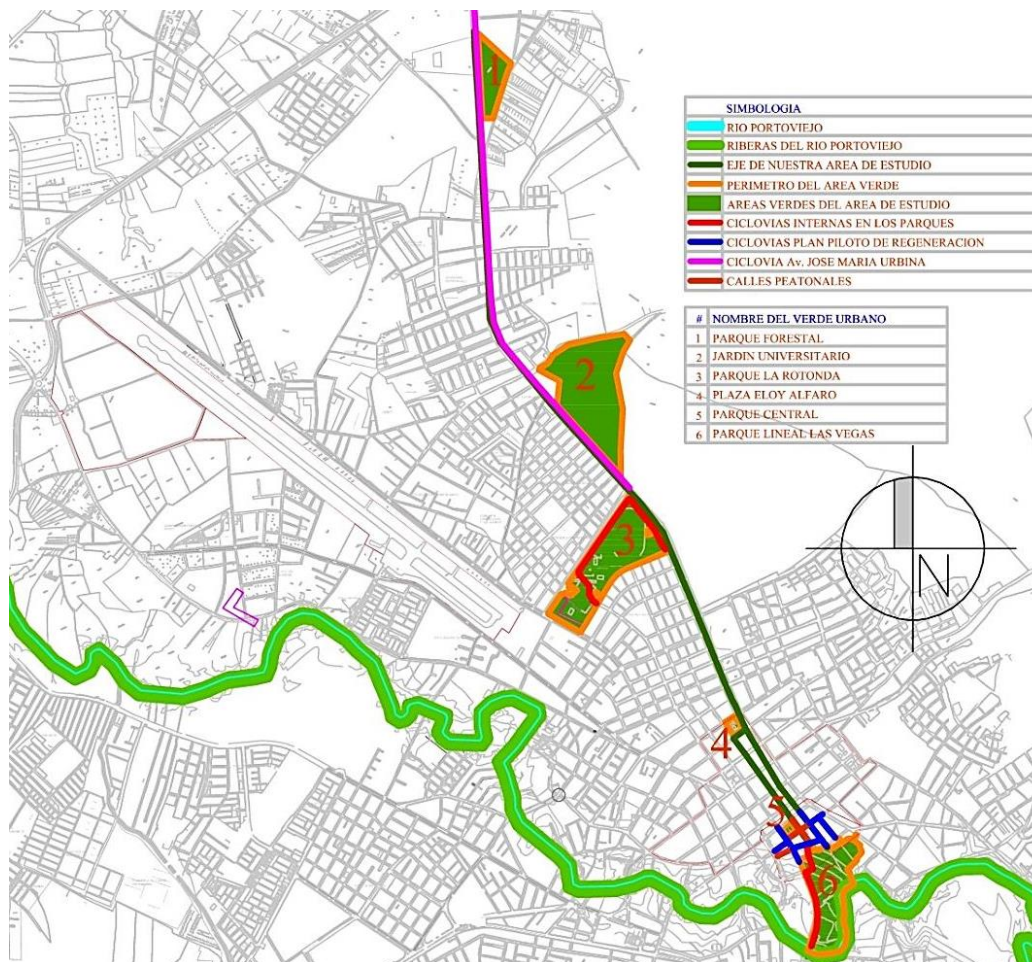 1
SIMBOLOGIA
RIO PORTOVIEJO
RIBERAS DEL RIO PORTOVIEJO
EJE DE NUESTRA AREA DE ESTUDIO
PERIMETRO DEL AREA VERDE
AREAS VERDES DEL AREA DE ESTUDIO
CICLOVIAS INTERNAS EN LOS PARQUES
CICLOVIAS PLAN PILOTO DE REGENERACION
CICLOVIA Av. JOSE MARIA URBINA
CALLES PEATONALES
# NOMBRE DEL VERDE URBANO
1 PARQUE FORESTAL
2 JARDIN UNIVERSITARIO
3 PARQUE LA ROTONDA
4 PLAZA ELOY ALFARO
5 PARQUE CENTRAL
6 PARQUE LINEAL LAS VEGAS
2
3
N
4
5
6